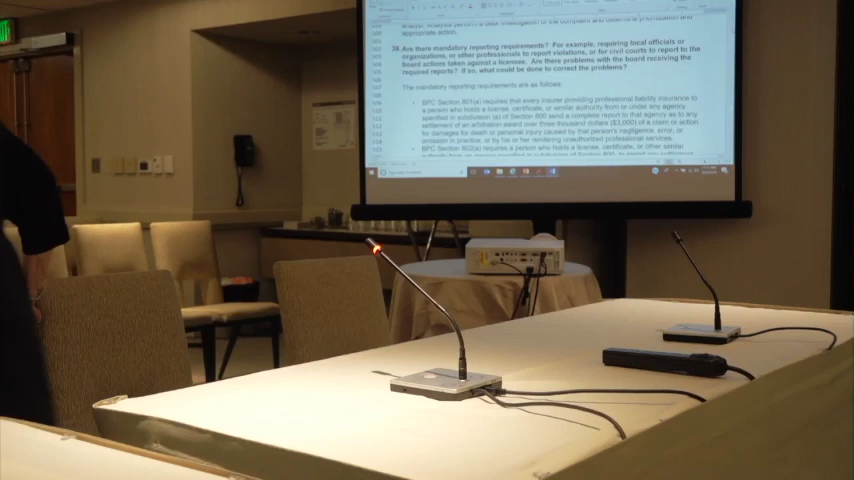 appropriate action.
38. Are there mandatory reporting requirements? For example, requiring local officials or
organizations, or other professionals to report violations, or for civil courts to report to the
board actions taken against a licensee. Are there problems with the board receiving the
required reports? If so, what could be done to correct the problems?
The mandatory reporting requirements are as follows:
• BPC Section 801(a) requires that every insurer providing professional liability insurance to
a person who holds a license, certificate, or similar authority from or under any agency
specified in subdivision (a) of Section 800 send a complete report to that agency as to any
settlement of an arbitration award over three thousand dollars ($3,000) of a claim or action
for damages for death or personal injury caused by that person's negligence, error, or
omission in practice, or by his or her rendering unauthorized professional services.
• BPC Section 802(a) requires a person who holds a license, certificate, or other similar